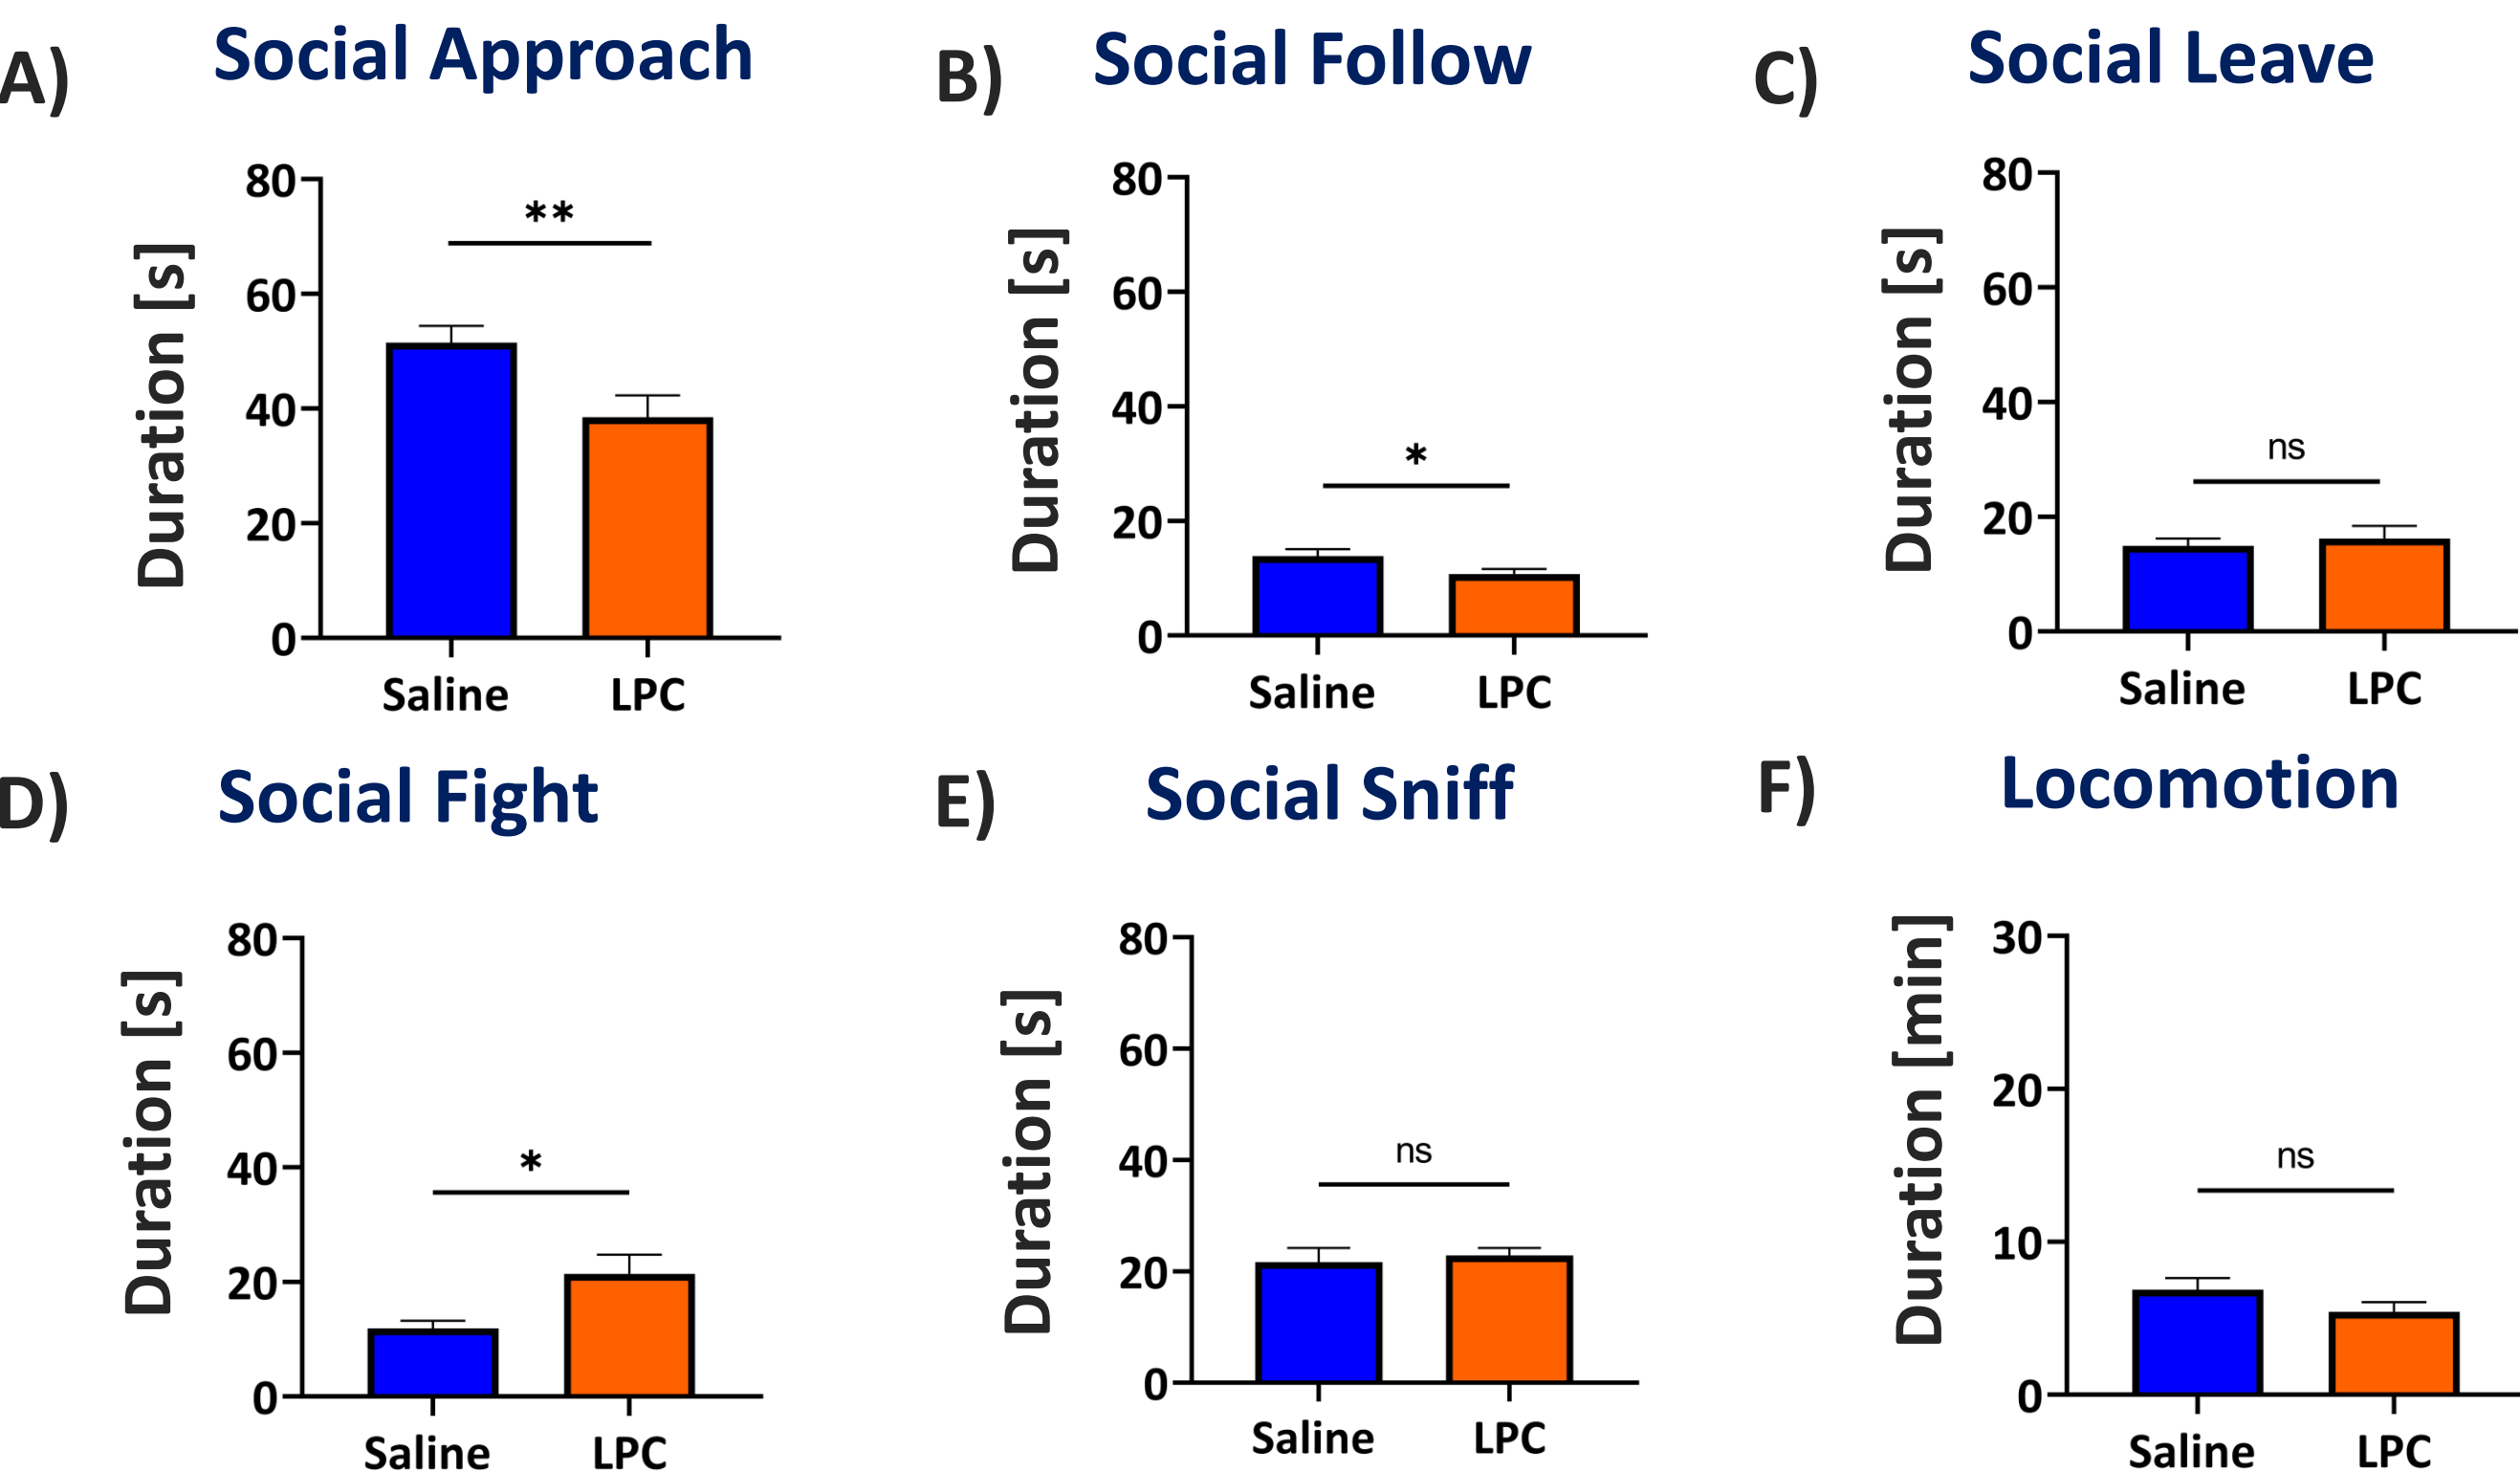 A)
Social Approach
Duration [s]
80
60
40
20
0
**
Saline
LPC
B)
Social Follow
Duration [s]
80
60
40
20
0
*
Saline
LPC
C)
Social Leave
Duration [s]
80
60
40
20
0
ns
Saline
LPC
D)
Social Fight
Duration [s]
80
60
40
20
0
*
Saline
LPC
E)
Social Sniff
Duration [s]
80
60
40
20
0
ns
Saline
LPC
F)
Locomotion
Duration [min]
30
20
10
0
ns
Saline
LPC